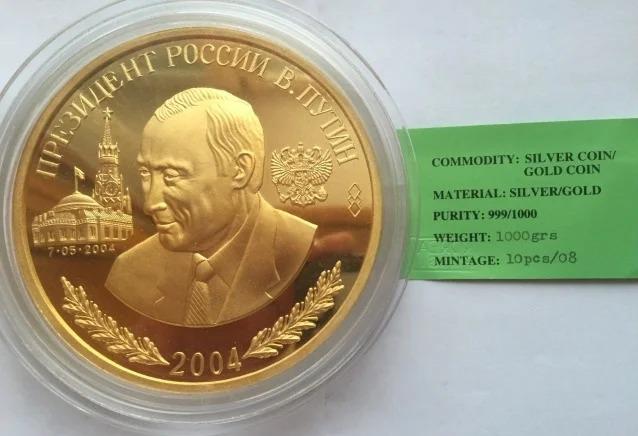 ПРЕЗИДЕНТ РОССИИ В. ПУТИН
7·05·2004
2004
COMMODITY: SILVER COIN/
GOLD COIN
MATERIAL: SILVER/GOLD
PURITY: 999/1000
WEIGHT: 1000grs
MINTAGE: 10pcs/08